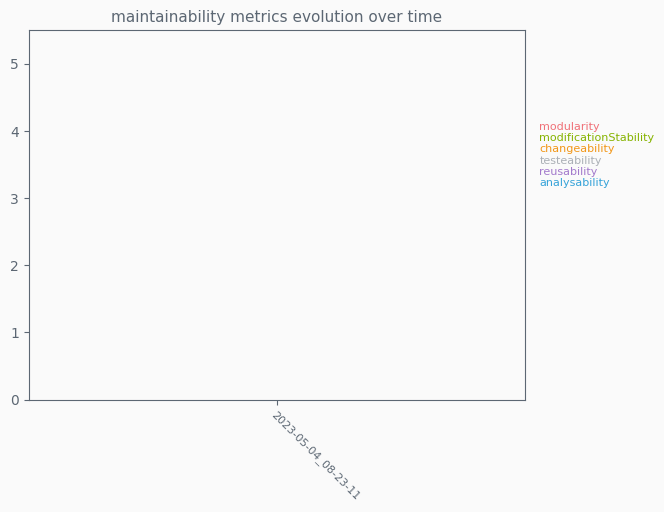 maintainability metrics evolution over time
5
4
3
2
1
0
modularity
modificationStability
changeability
testeability
reusability
analysability
2023-05-04_08-23-11